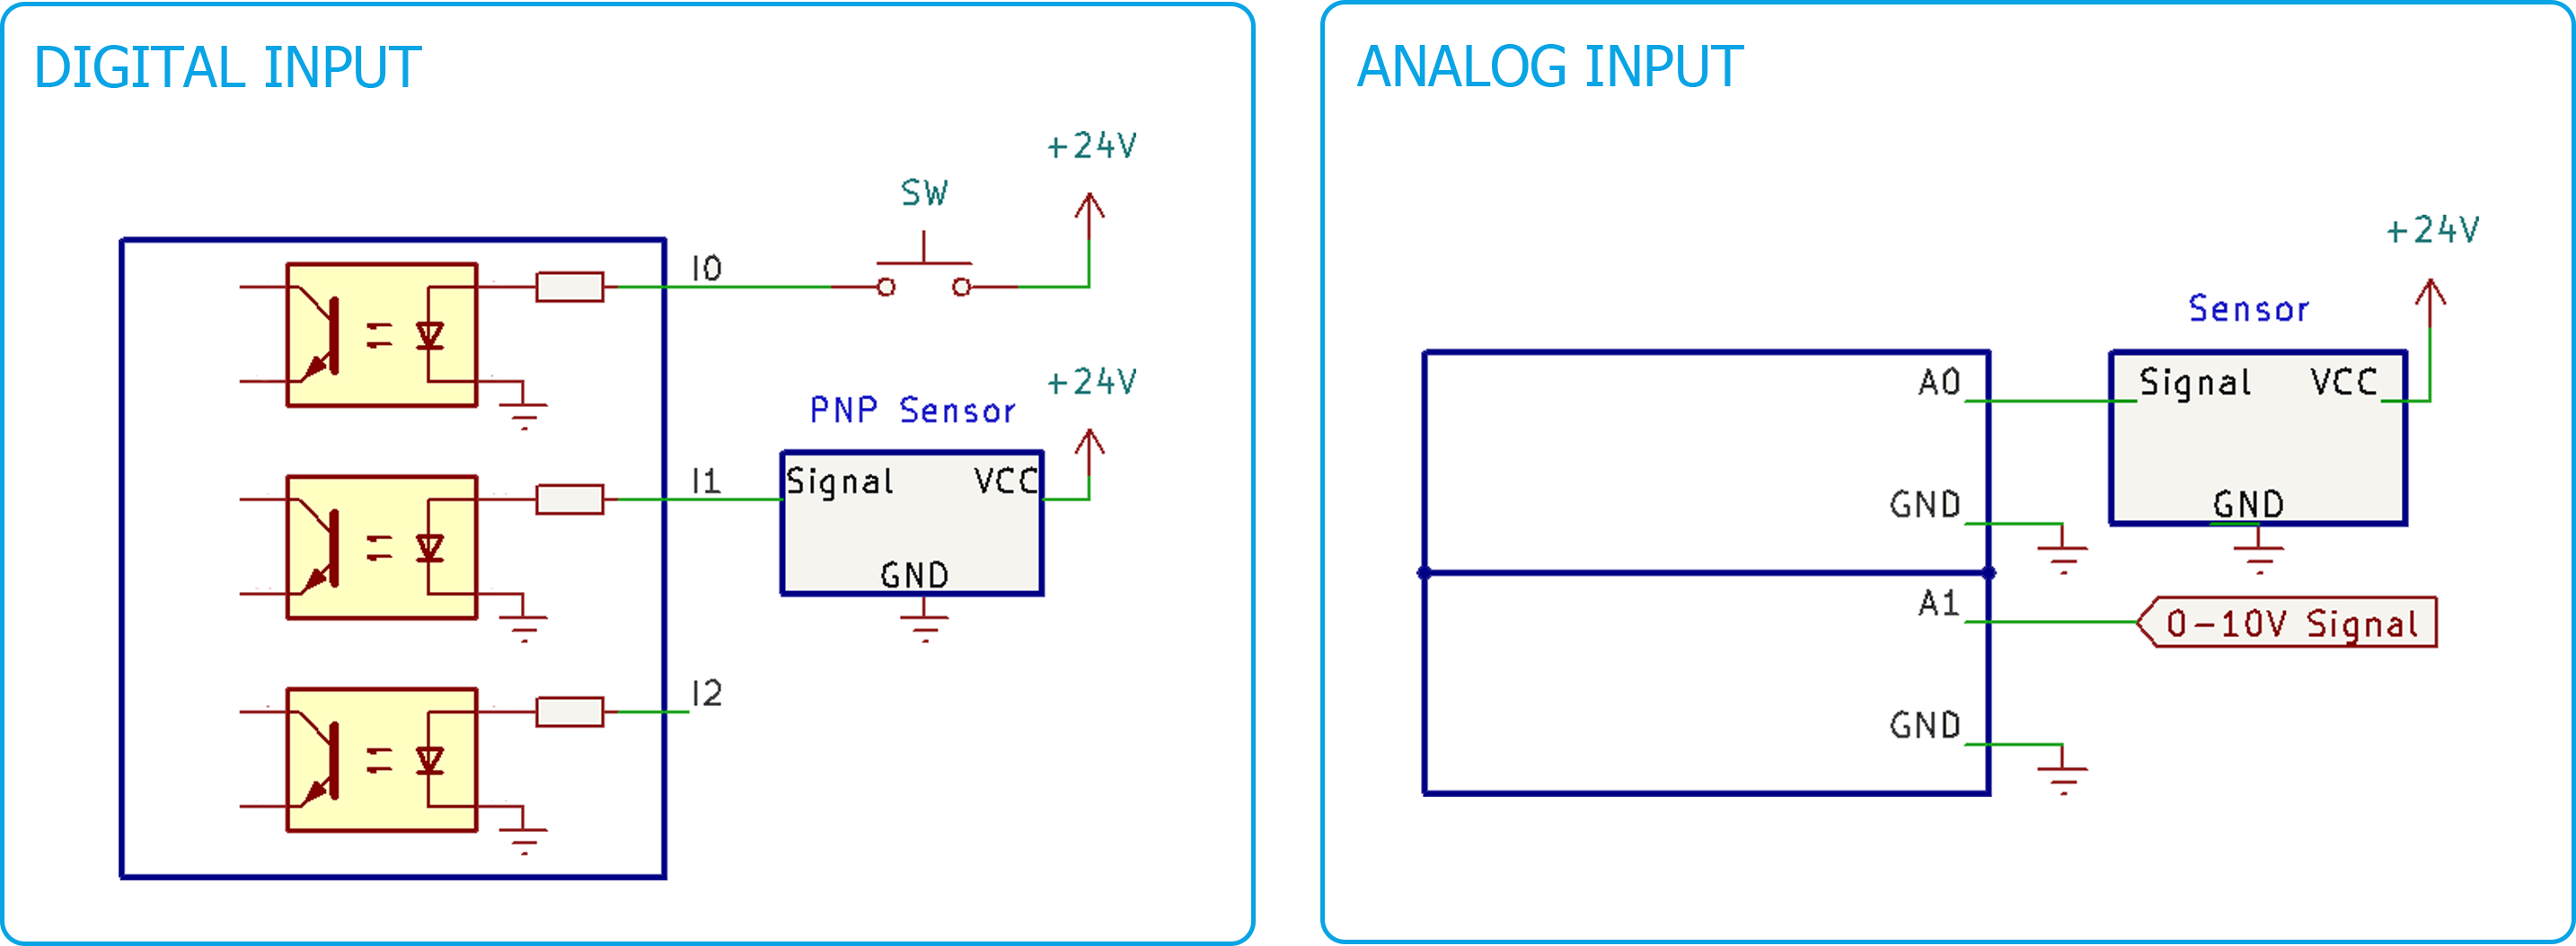 DIGITAL INPUT
+24V
SW
I0
+24V
PNP Sensor
I1
Signal VCC
GND
I2
ANALOG INPUT
+24V
Sensor
A0
Signal VCC
GND
GND
A1
0-10V Signal
GND